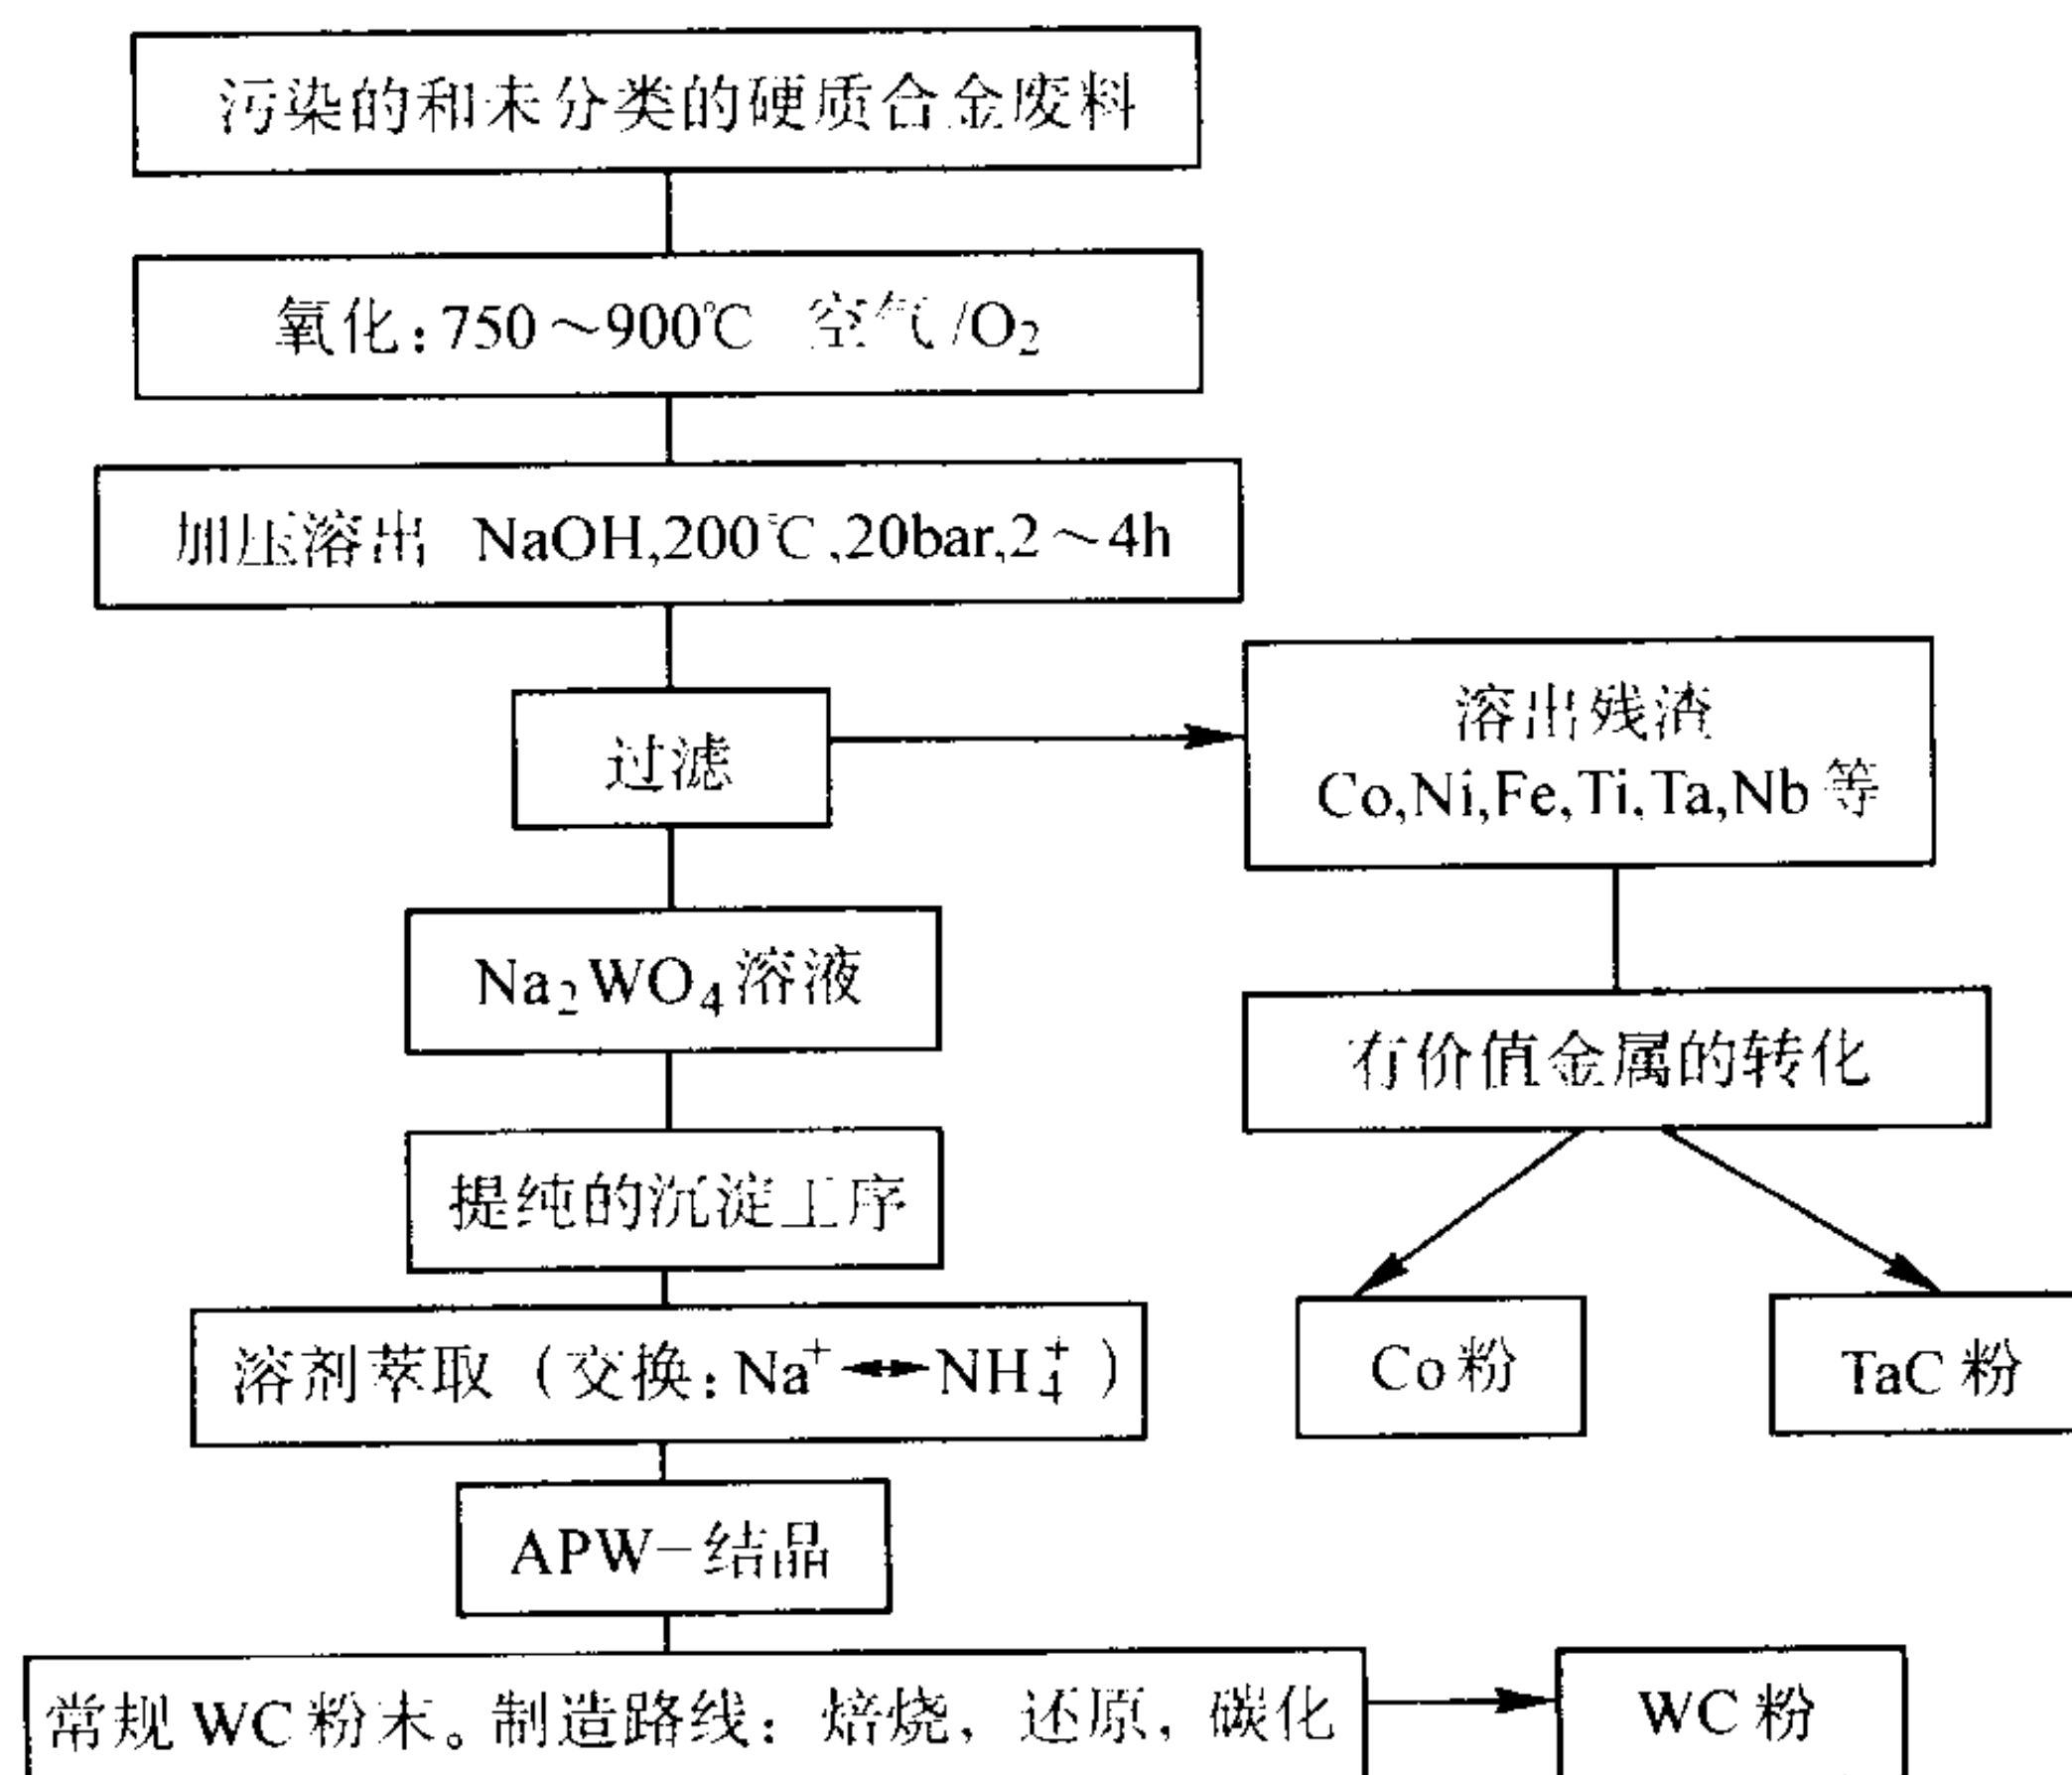 污染的和未分类的硬质合金废料
氧化:750～900℃ 空气/O₂
加压溶出 NaOH,200℃,20bar,2～4h
过滤
溶出残渣
Co,Ni,Fe,Ti,Ta,Nb等
Na₂WO₄溶液
有价值金属的转化
提纯的沉淀工序
溶剂萃取（交换:Na⁺↔NH₄⁺）
Co粉
TaC粉
APW-结晶
常规WC粉末。制造路线：焙烧，还原，碳化
WC粉